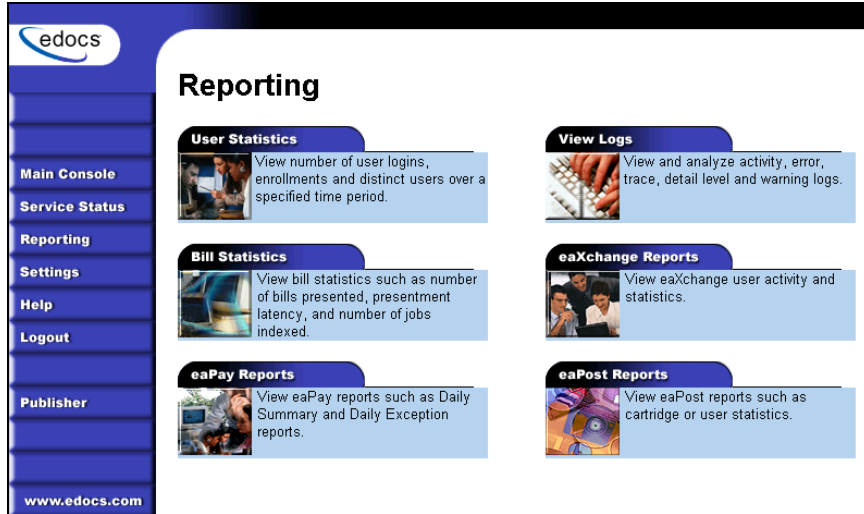 edocs
Main Console
Service Status
Reporting
Settings
Help
Logout
Publisher
www.edocs.com
Reporting
User Statistics
View number of user logins,
enrollments and distinct users over a
specified time period.
View Logs
View and analyze activity, error,
trace, detail level and warning logs.
Bill Statistics
View bill statistics such as number
of bills presented, presentment
latency, and number of jobs
indexed.
eaXchange Reports
View eaXchange user activity and
statistics.
eaPay Reports
View eaPay reports such as Daily
Summary and Daily Exception
reports.
eaPost Reports
View eaPost reports such as
cartridge or user statistics.